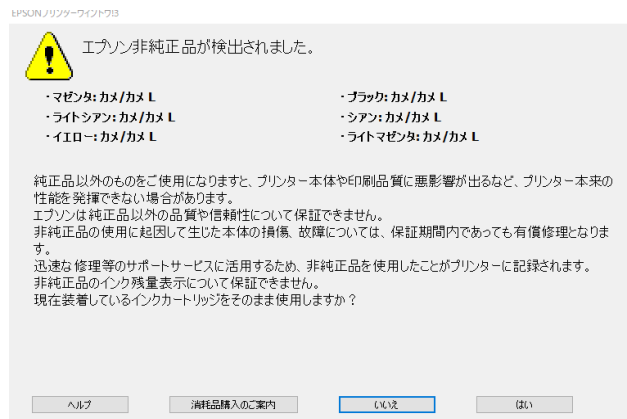 EPSONプリンターウィンドウ!3
エプソン非純正品が検出されました。
・マゼンタ: カメ/カメ L
・ブラック: カメ/カメ L
・ライトシアン: カメ/カメ L
・シアン: カメ/カメ L
・イエロー: カメ/カメ L
・ライトマゼンタ: カメ/カメ L
純正品以外のものをご使用になりますと、プリンター本体や印刷品質に悪影響が出るなど、プリンター本来の
性能を発揮できない場合があります。
エプソンは純正品以外の品質や信頼性について保証できません。
非純正品の使用に起因して生じた本体の損傷、故障については、保証期間内であっても有償修理となりま
す。
迅速な修理等のサポートサービスに活用するため、非純正品を使用したことがプリンターに記録されます。
非純正品のインク残量表示について保証できません。
現在装着しているインクカートリッジをそのまま使用しますか？
ヘルプ
消耗品購入のご案内
いいえ
はい